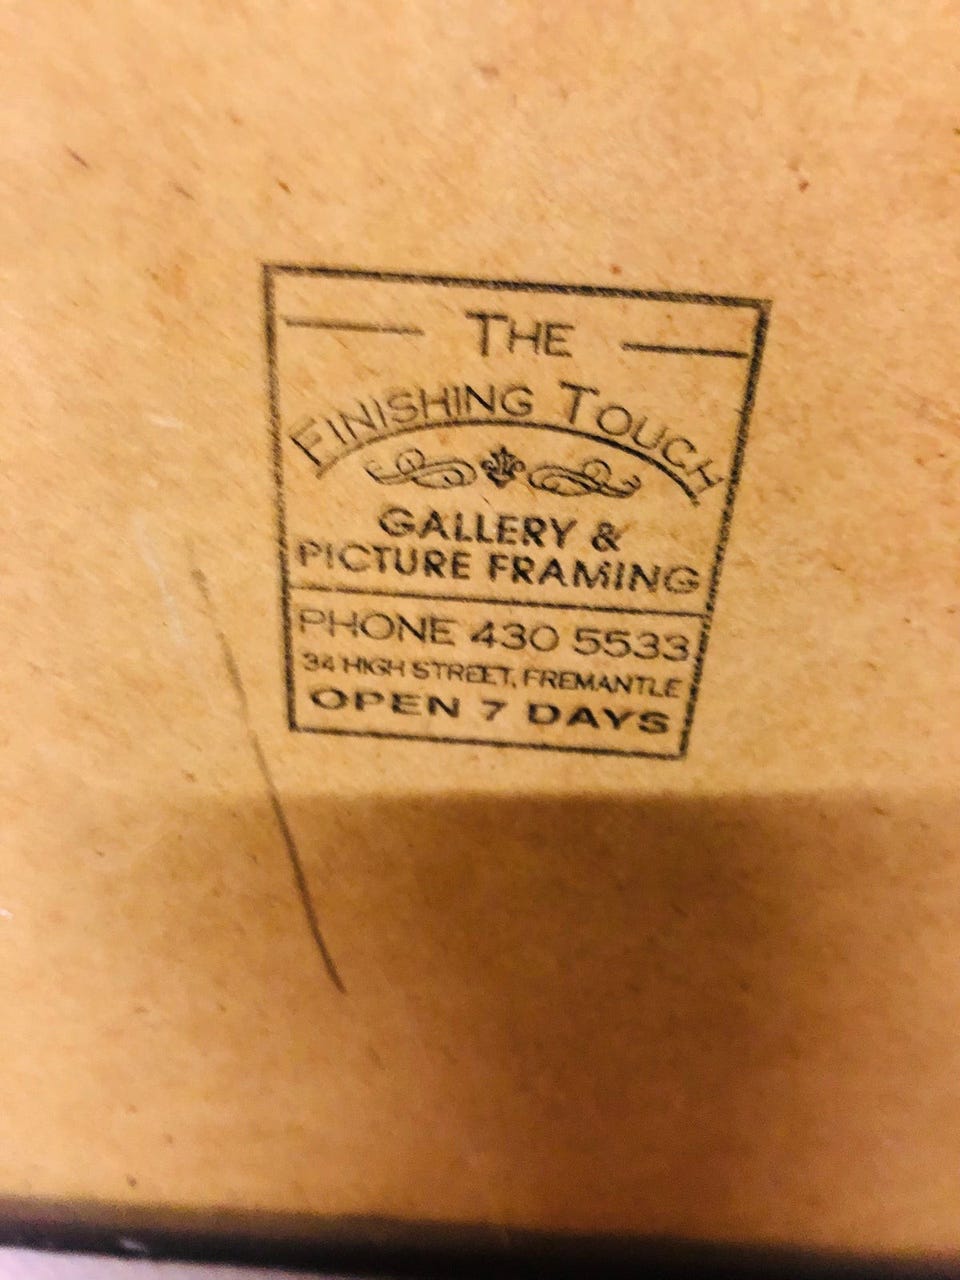 THE
FINISHING TOUCH
GALLERY &
PICTURE FRAMING
PHONE 430 5533
34 HIGH STREET, FREMANTLE
OPEN 7 DAYS